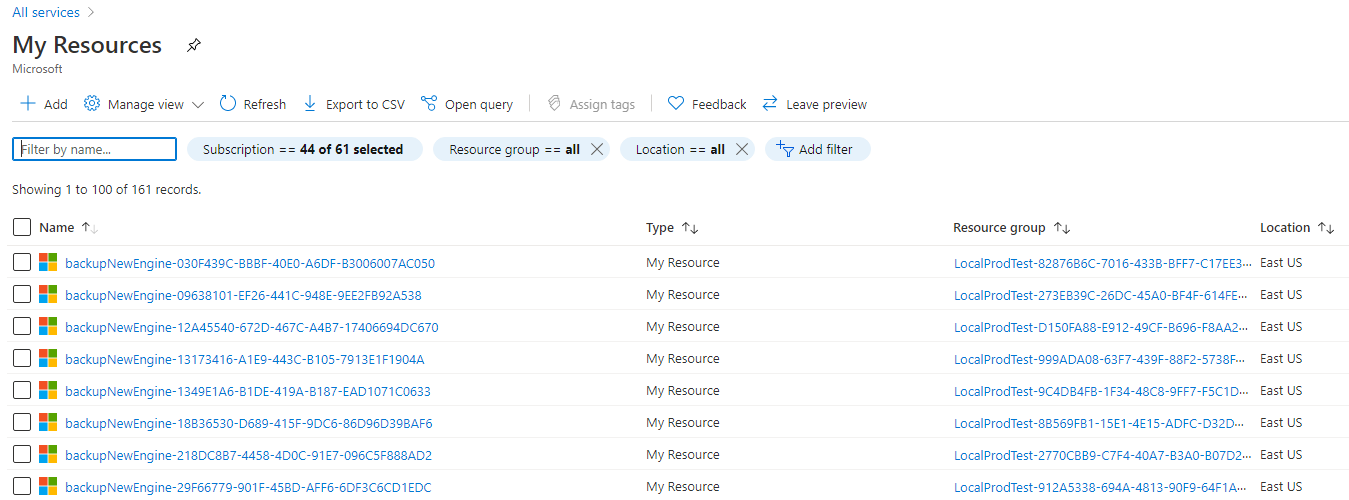 All services
My Resources
Microsoft
Add Manage view Refresh Export to CSV Open query Assign tags Feedback Leave preview
Filter by name... Subscription == 44 of 61 selected Resource group == all Location == all Add filter
Showing 1 to 100 of 161 records.
Name Type Resource group Location
backupNewEngine-030F439C-BBBF-40E0-A6DF-B3006007AC050 My Resource LocalProdTest-82876B6C-7016-433B-BFF7-C17EE3... East US
backupNewEngine-09638101-EF26-441C-948E-9EE2FB92A538 My Resource LocalProdTest-273EB39C-26DC-45A0-BF4F-614FE... East US
backupNewEngine-12A45540-672D-467C-A4B7-17406694DC670 My Resource LocalProdTest-D150FA88-E912-49CF-B696-F8AA2... East US
backupNewEngine-13173416-A1E9-443C-B105-7913E1F1904A My Resource LocalProdTest-999ADA08-63F7-439F-88F2-5738F... East US
backupNewEngine-1349E1A6-B1DE-419A-B187-EAD1071C0633 My Resource LocalProdTest-9C4DB4FB-1F34-48C8-9FF7-F5C1D... East US
backupNewEngine-18B36530-D689-415F-9DC6-86D96D39BAF6 My Resource LocalProdTest-8B569FB1-15E1-4E15-ADFC-D32D... East US
backupNewEngine-218DC8B7-4458-4D0C-91E7-096C5F888AD2 My Resource LocalProdTest-2770CBB9-C7F4-40A7-B3A0-B07D2... East US
backupNewEngine-29F66779-901F-45BD-AFF6-6DF3C6CD1EDC My Resource LocalProdTest-912A5338-694A-4813-90F9-64F1A... East US